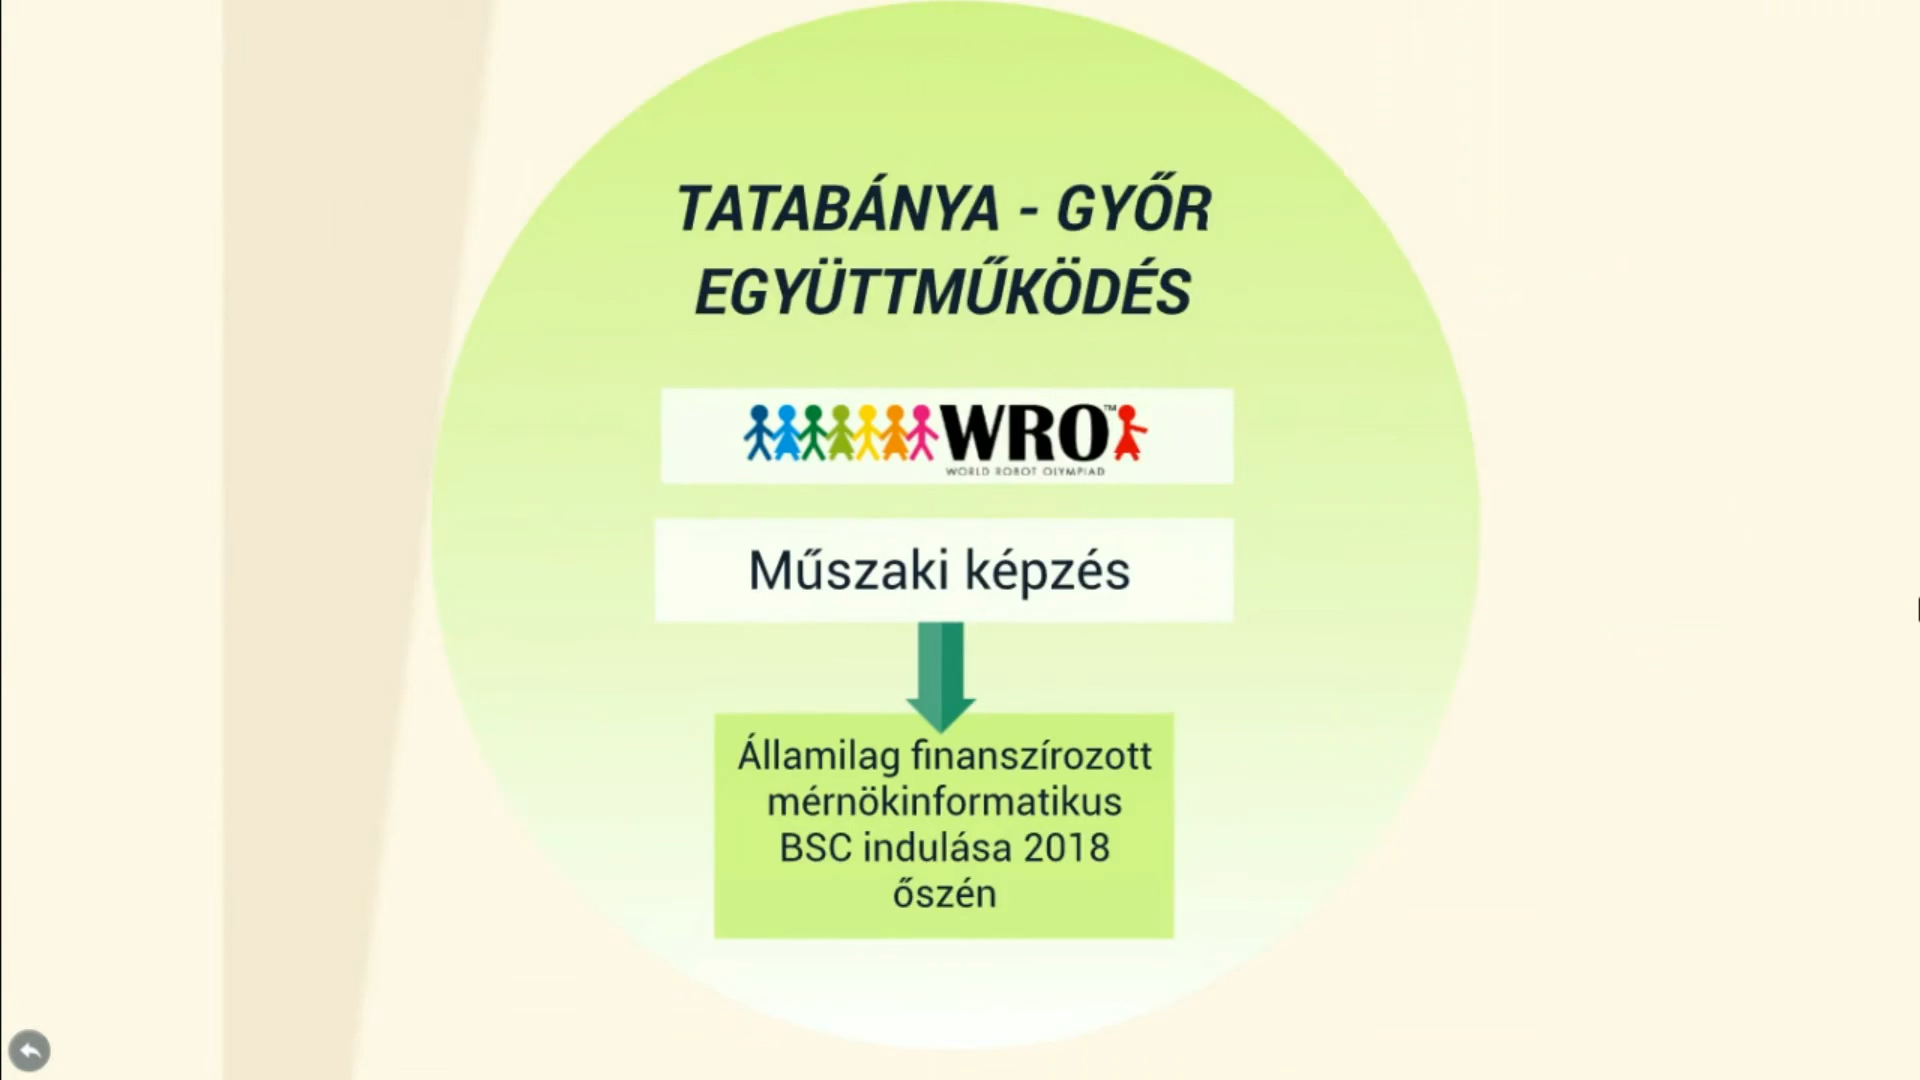 TATABÁNYA - GYŐR
EGYÜTTMŰKÖDÉS
WRO™
WORLD ROBOT OLYMPIAD
Műszaki képzés
Államilag finanszírozott
mérnökinformatikus
BSC indulása 2018
őszén